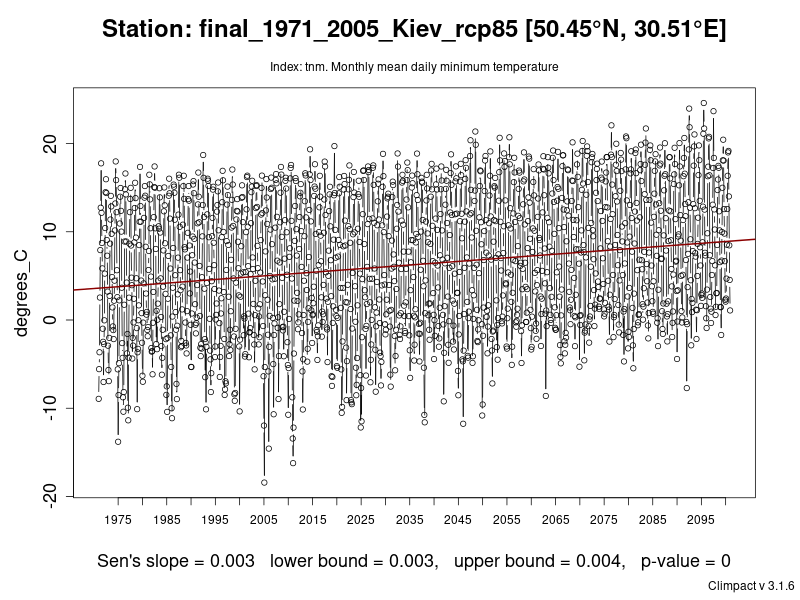 Station: final_1971_2005_Kiev_rcp85 [50.45°N, 30.51°E]
Index: tnm. Monthly mean daily minimum temperature
degrees_C
20
10
0
-10
-20
1975 1985 1995 2005 2015 2025 2035 2045 2055 2065 2075 2085 2095
Sen's slope = 0.003 lower bound = 0.003, upper bound = 0.004, p-value = 0
Climpact v 3.1.6